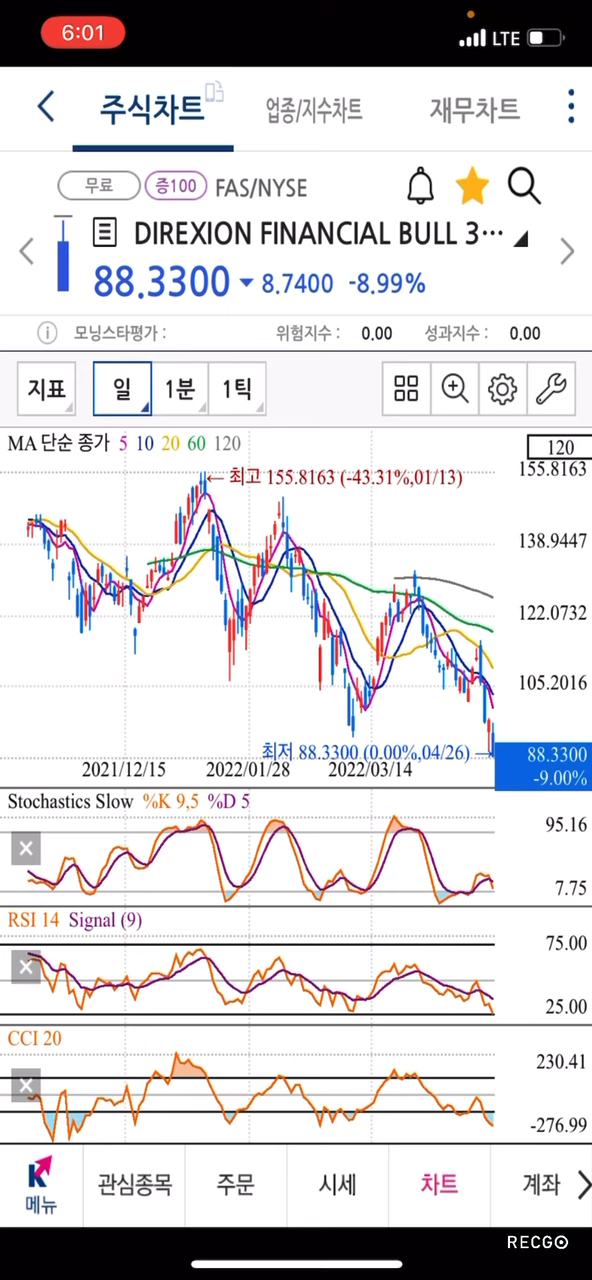 6:01 LTE
주식차트 업종/지수차트 재무차트
무료 증100 FAS/NYSE
DIREXION FINANCIAL BULL 3···
88.3300 ▼ 8.7400 -8.99%
모닝스타평가 : 위험지수 : 0.00 성과지수 : 0.00
지표 일 1분 1틱
MA 단순 종가 5 10 20 60 120
120
155.8163
← 최고 155.8163 (-43.31%,01/13)
138.9447
122.0732
105.2016
최저 88.3300 (0.00%,04/26) →
88.3300
-9.00%
2021/12/15 2022/01/28 2022/03/14
Stochastics Slow %K 9,5 %D 5
95.16
7.75
RSI 14 Signal (9)
75.00
25.00
CCI 20
230.41
-276.99
K
메뉴 관심종목 주문 시세 차트 계좌
RECGO